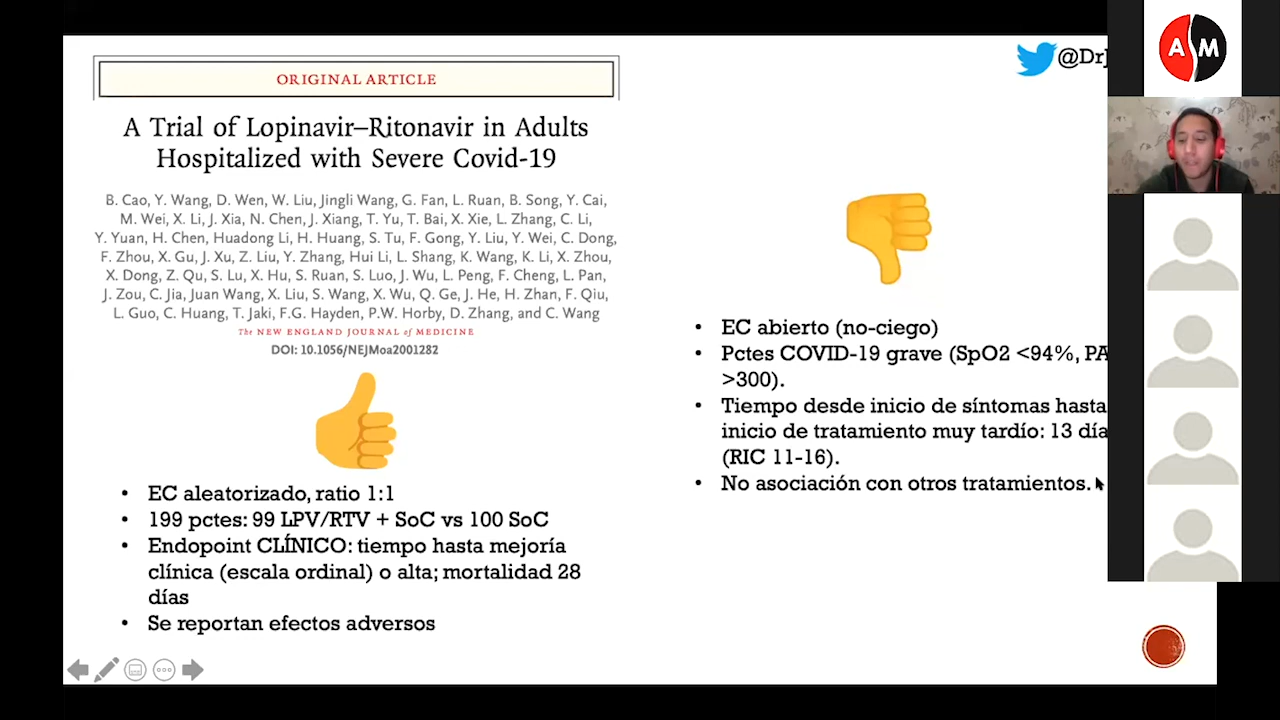 ORIGINAL ARTICLE
A Trial of Lopinavir–Ritonavir in Adults
Hospitalized with Severe Covid-19
B. Cao, Y. Wang, D. Wen, W. Liu, Jingli Wang, G. Fan, L. Ruan, B. Song, Y. Cai,
M. Wei, X. Li, J. Xia, N. Chen, J. Xiang, T. Yu, T. Bai, X. Xie, L. Zhang, C. Li,
Y. Yuan, H. Chen, Huadong Li, H. Huang, S. Tu, F. Gong, Y. Liu, Y. Wei, C. Dong,
F. Zhou, X. Gu, J. Xu, Z. Liu, Y. Zhang, Hui Li, L. Shang, K. Wang, K. Li, X. Zhou,
X. Dong, Z. Qu, S. Lu, X. Hu, S. Ruan, S. Luo, J. Wu, L. Peng, F. Cheng, L. Pan,
J. Zou, C. Jia, Juan Wang, X. Liu, S. Wang, X. Wu, Q. Ge, J. He, H. Zhan, F. Qiu,
L. Guo, C. Huang, T. Jaki, F.G. Hayden, P.W. Horby, D. Zhang, and C. Wang
The NEW ENGLAND JOURNAL of MEDICINE
DOI: 10.1056/NEJMoa2001282
• EC aleatorizado, ratio 1:1
• 199 pctes: 99 LPV/RTV + SoC vs 100 SoC
• Endopoint CLÍNICO: tiempo hasta mejoría
clínica (escala ordinal) o alta; mortalidad 28
días
• Se reportan efectos adversos
@Dr
• EC abierto (no-ciego)
• Pctes COVID-19 grave (SpO2 <94%, PA
>300).
• Tiempo desde inicio de síntomas hasta
inicio de tratamiento muy tardío: 13 día
(RIC 11-16).
• No asociación con otros tratamientos.
A M